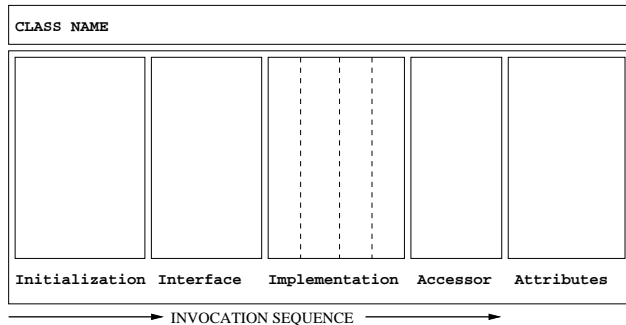 CLASS NAME
Initialization Interface Implementation Accessor Attributes
INVOCATION SEQUENCE